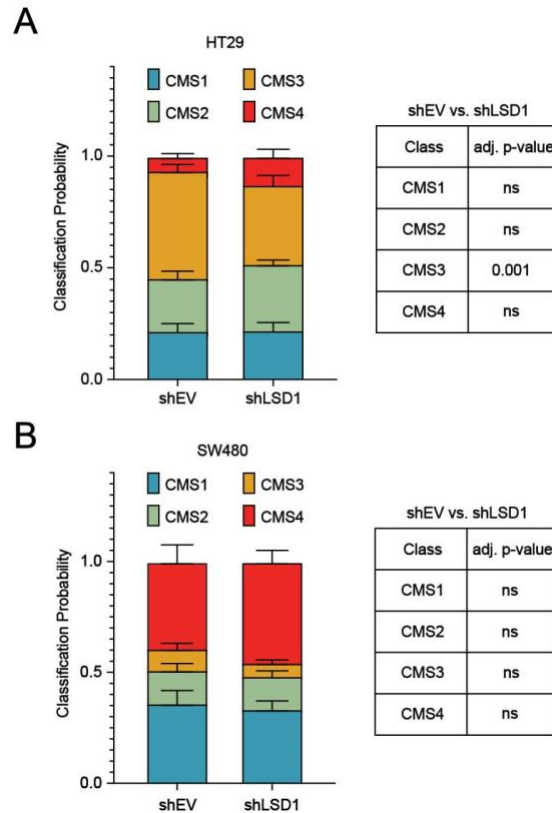 A
HT29
CMS1 CMS3
CMS2 CMS4
Classification Probability
1.0
0.5
0.0
shEV shLSD1
shEV vs. shLSD1
Class adj. p-value
CMS1 ns
CMS2 ns
CMS3 0.001
CMS4 ns
B
SW480
CMS1 CMS3
CMS2 CMS4
Classification Probability
1.0
0.5
0.0
shEV shLSD1
shEV vs. shLSD1
Class adj. p-value
CMS1 ns
CMS2 ns
CMS3 ns
CMS4 ns